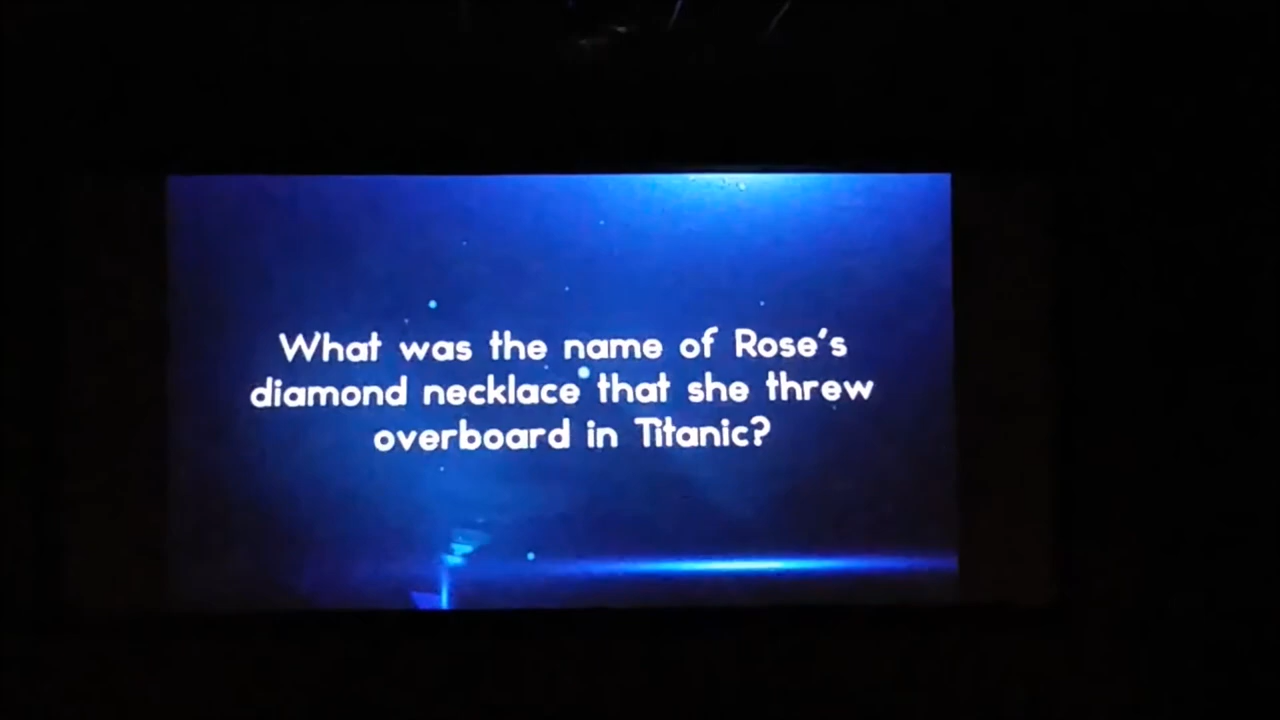 What was the name of Rose's
diamond necklace that she threw
overboard in Titanic?